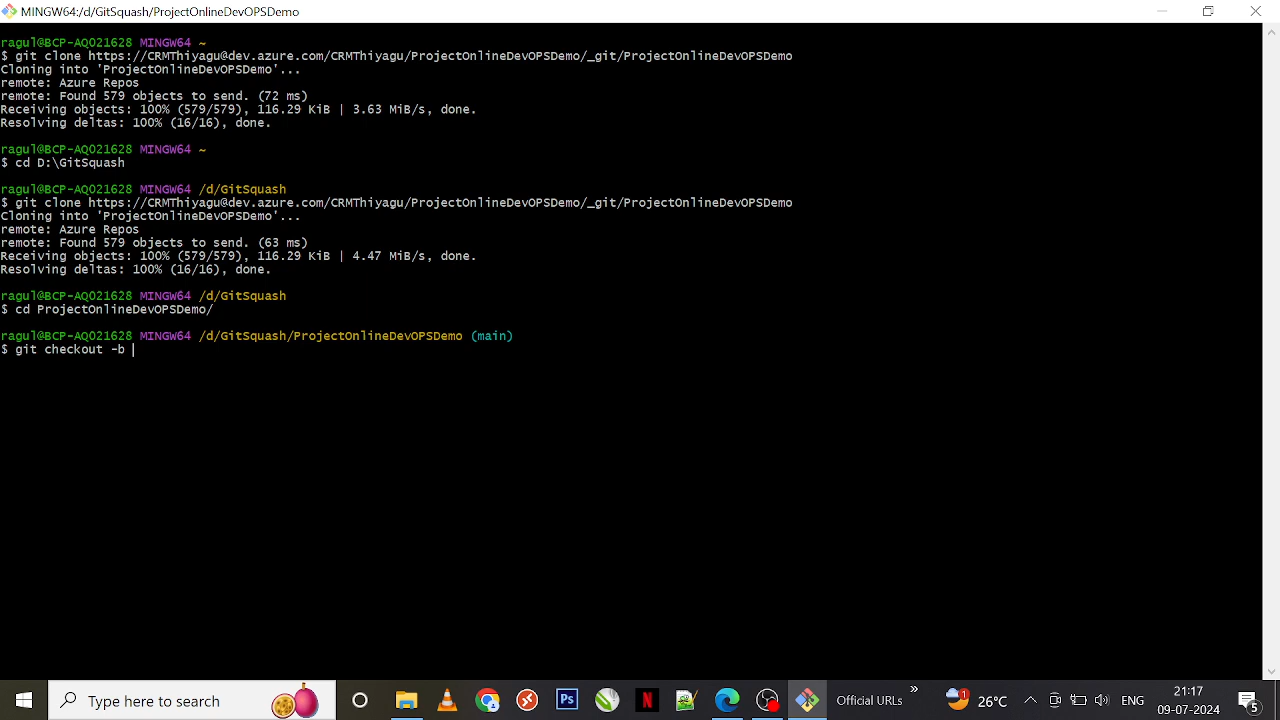 MINGW64:/d/GitSquash/ProjectOnlineDevOPSDemo
ragul@BCP-AQ021628 MINGW64 ~
$ git clone https://CRMThiyagu@dev.azure.com/CRMThiyagu/ProjectOnlineDevOPSDemo/_git/ProjectOnlineDevOPSDemo
Cloning into 'ProjectOnlineDevOPSDemo'...
remote: Azure Repos
remote: Found 579 objects to send. (72 ms)
Receiving objects: 100% (579/579), 116.29 KiB | 3.63 MiB/s, done.
Resolving deltas: 100% (16/16), done.
ragul@BCP-AQ021628 MINGW64 ~
$ cd D:\GitSquash
ragul@BCP-AQ021628 MINGW64 /d/GitSquash
$ git clone https://CRMThiyagu@dev.azure.com/CRMThiyagu/ProjectOnlineDevOPSDemo/_git/ProjectOnlineDevOPSDemo
Cloning into 'ProjectOnlineDevOPSDemo'...
remote: Azure Repos
remote: Found 579 objects to send. (63 ms)
Receiving objects: 100% (579/579), 116.29 KiB | 4.47 MiB/s, done.
Resolving deltas: 100% (16/16), done.
ragul@BCP-AQ021628 MINGW64 /d/GitSquash
$ cd ProjectOnlineDevOPSDemo/
ragul@BCP-AQ021628 MINGW64 /d/GitSquash/ProjectOnlineDevOPSDemo (main)
$ git checkout -b
Type here to search
Ps
N
Official URLs
»
1
26°C
ENG
21:17
09-07-2024
5